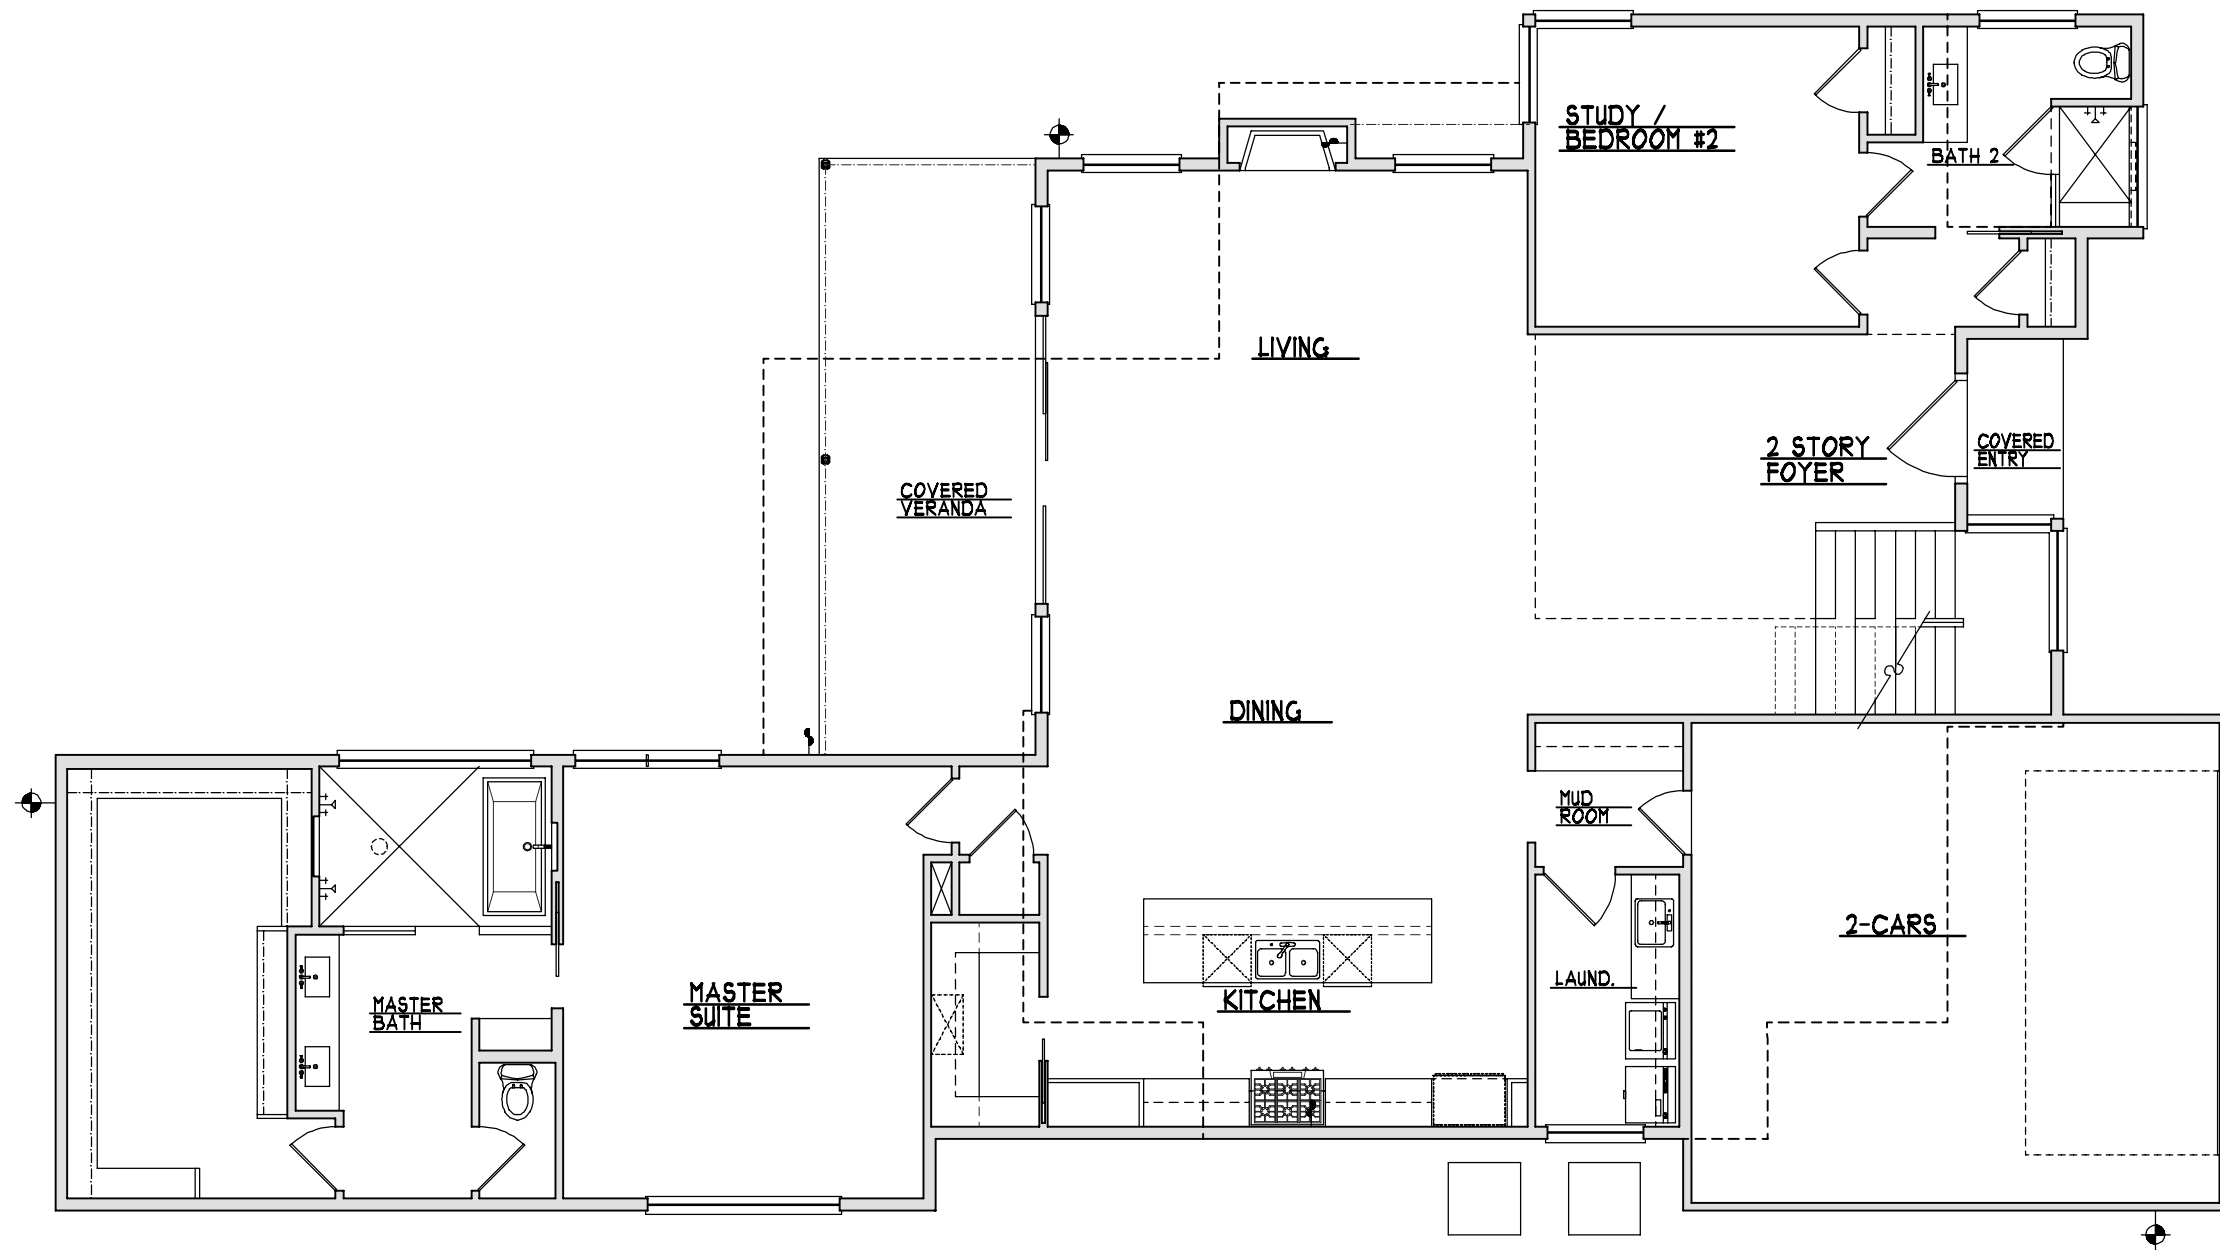 STUDY /
BEDROOM #2
BATH 2
LIVING
2 STORY
FOYER
COVERED
ENTRY
COVERED
VERANDA
DINING
MUD
ROOM
2-CARS
LAUND.
MASTER
SUITE
KITCHEN
MASTER
BATH